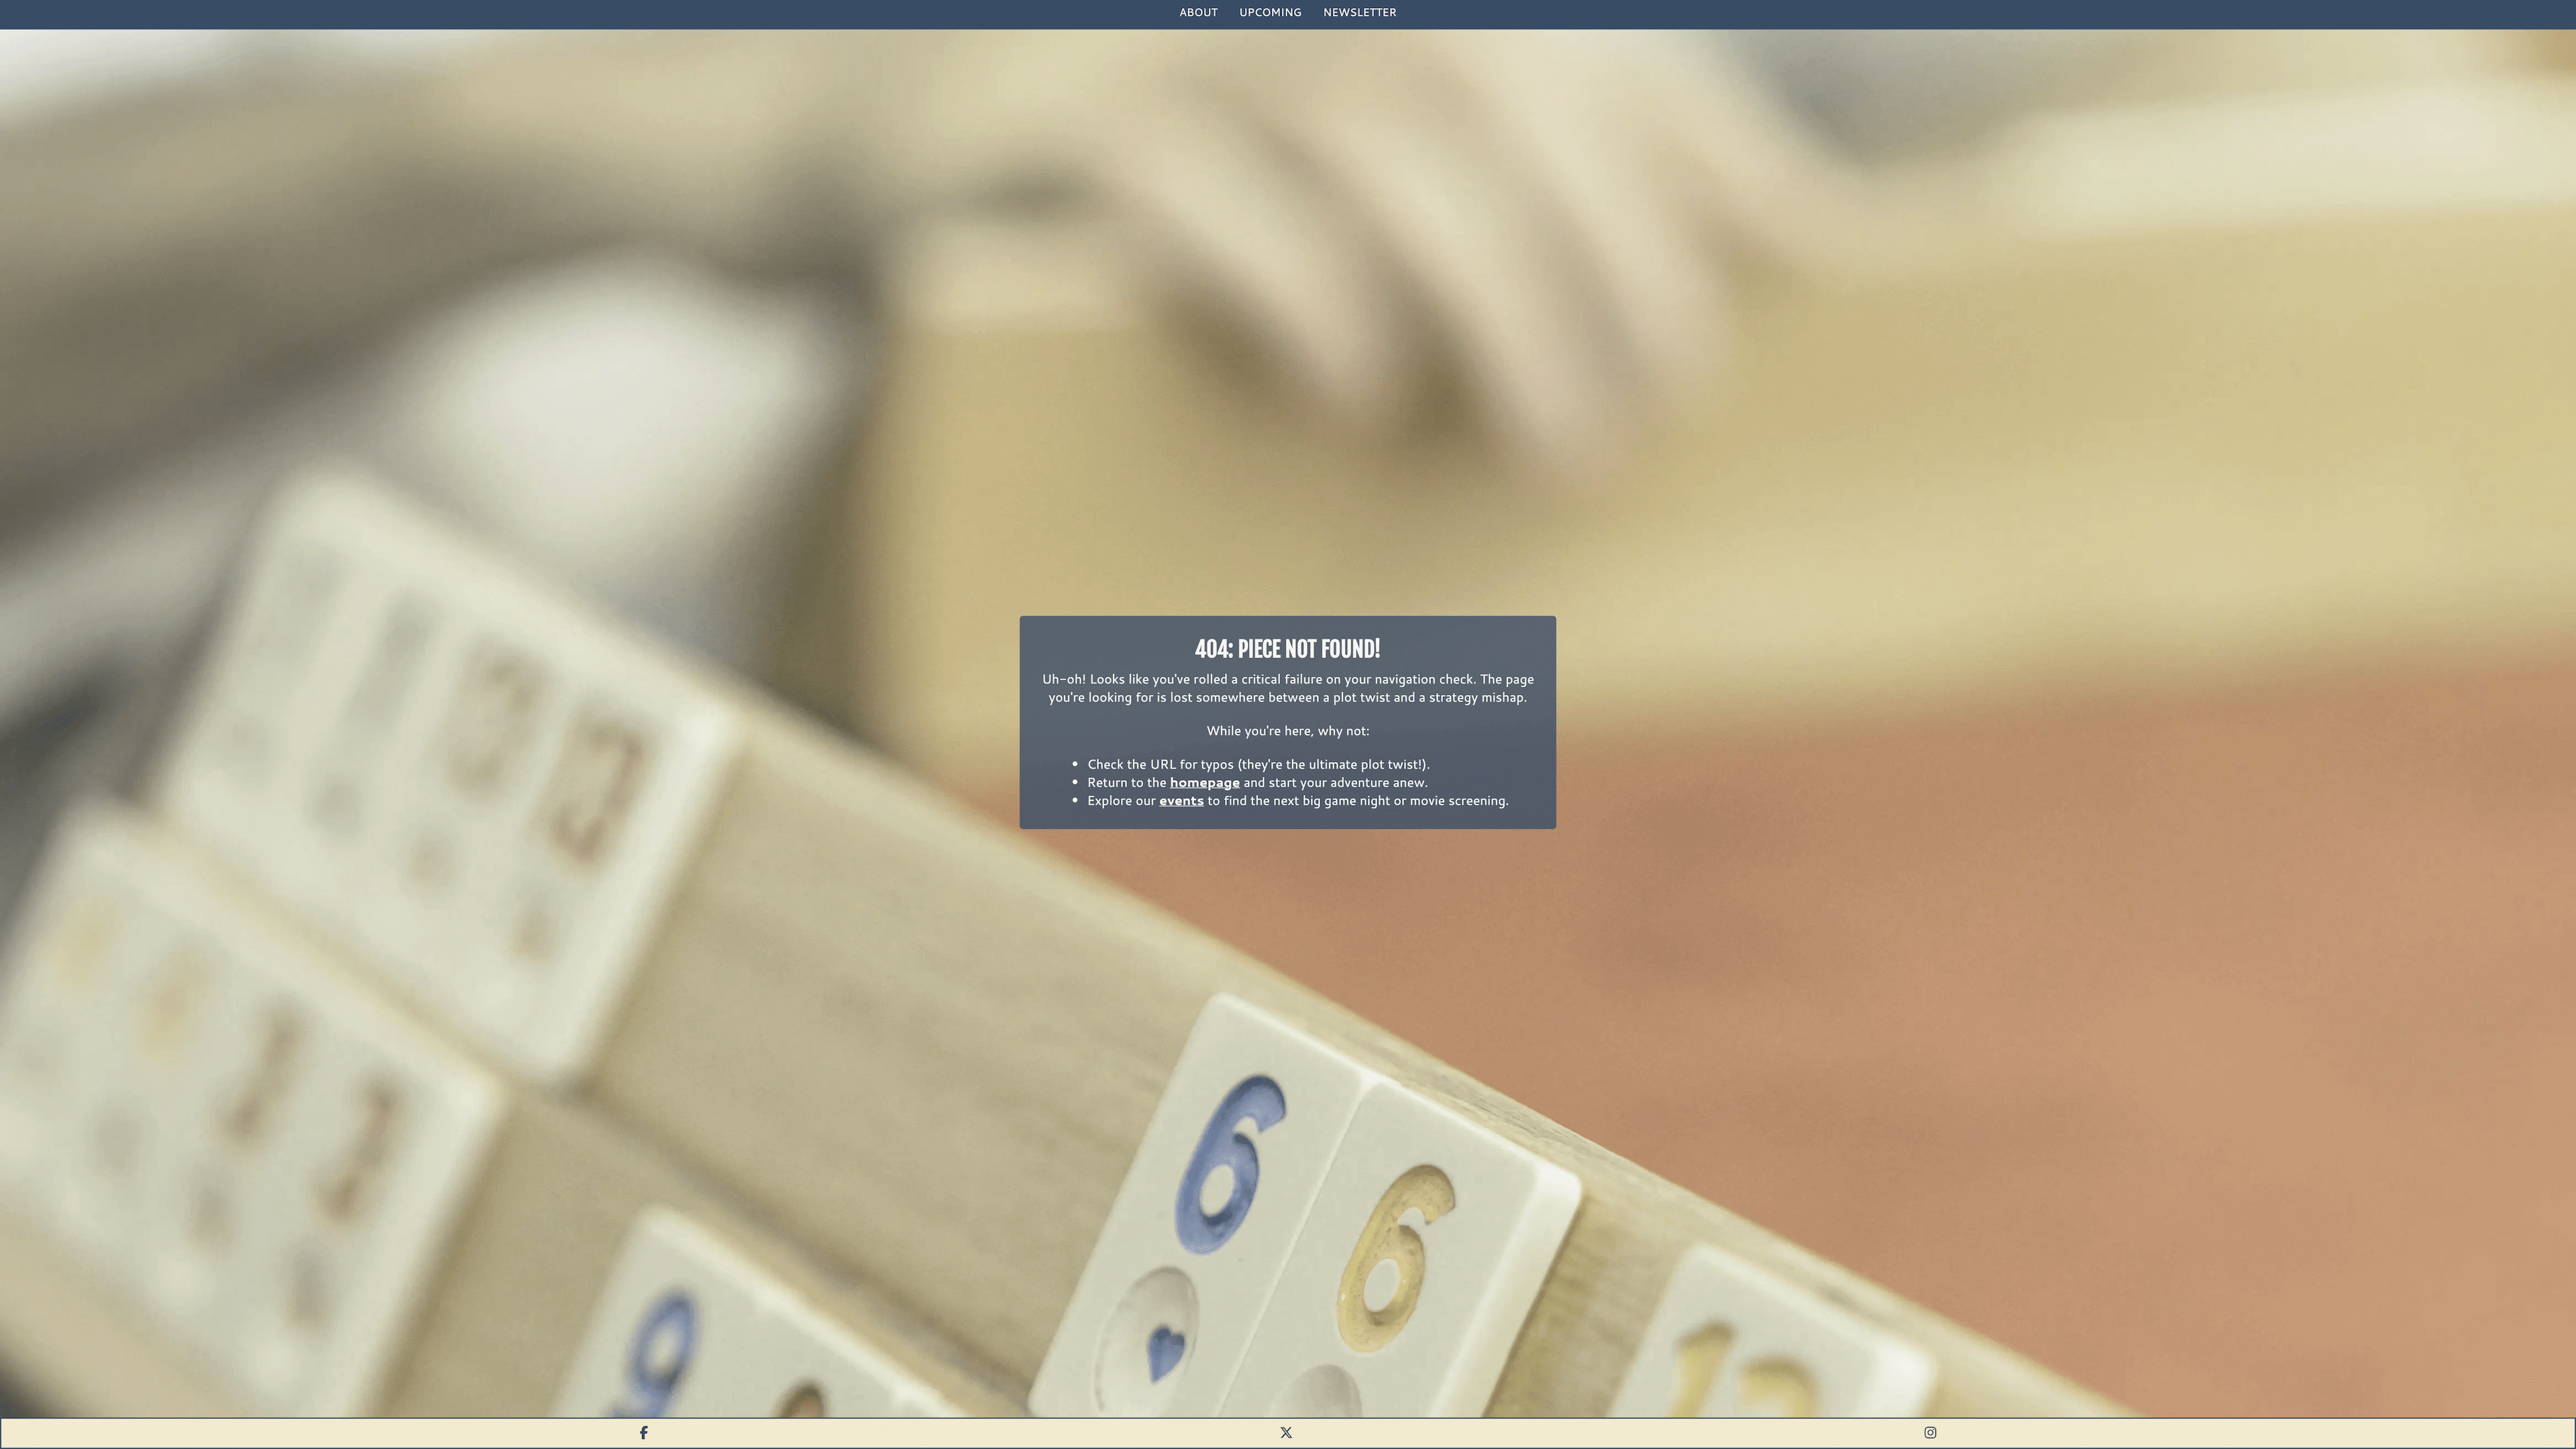 ABOUT UPCOMING NEWSLETTER
404: PIECE NOT FOUND!
Uh-oh! Looks like you've rolled a critical failure on your navigation check. The page
you're looking for is lost somewhere between a plot twist and a strategy mishap.
While you're here, why not:
• Check the URL for typos (they're the ultimate plot twist!).
• Return to the homepage and start your adventure anew.
• Explore our events to find the next big game night or movie screening.
6 6